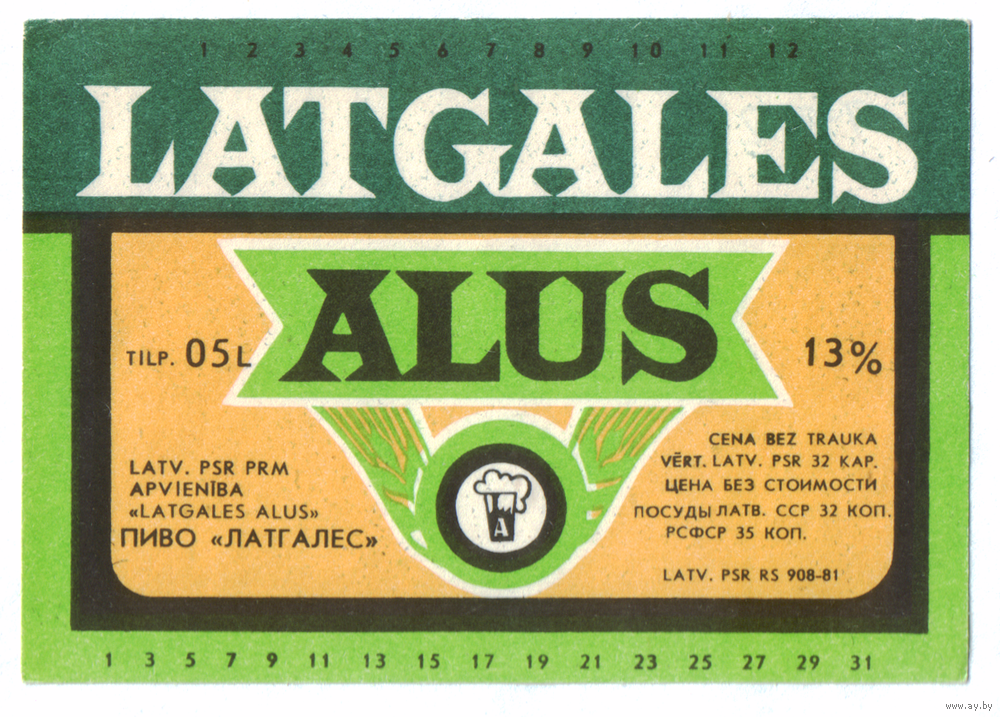 1 2 3 4 5 6 7 8 9 10 11 12
LATGALES
ALUS
TILP. 05 L
13%
LATV. PSR PRM
APVIENĪBA
«LATGALES ALUS»
ПИВО «ЛАТГАЛЕС»
CENA BEZ TRAUKA
VĒRT. LATV. PSR 32 KAP.
ЦЕНА БЕЗ СТОИМОСТИ
ПОСУДЫ ЛАТВ. ССР 32 КОП.
РСФСР 35 КОП.
LATV. PSR RS 908-81
A
1 3 5 7 9 11 13 15 17 19 21 23 25 27 29 31
www.ay.by